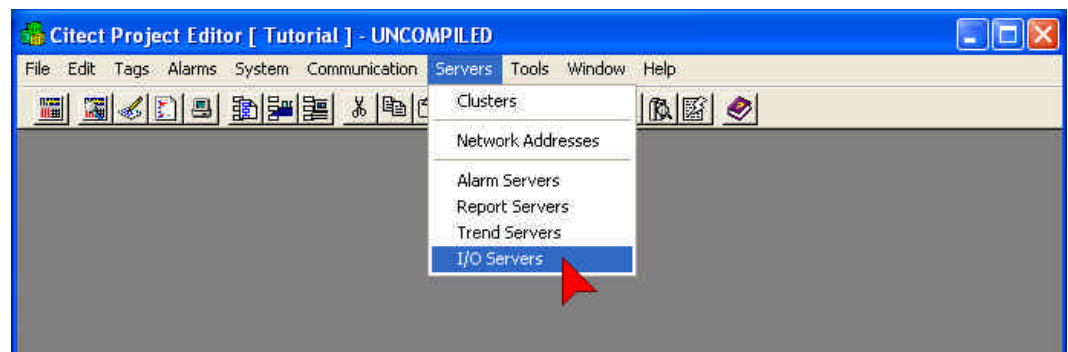 Citect Project Editor [ Tutorial ] - UNCOMPILED
File Edit Tags Alarms System Communication Servers Tools Window Help
Clusters
Network Addresses
Alarm Servers
Report Servers
Trend Servers
I/O Servers